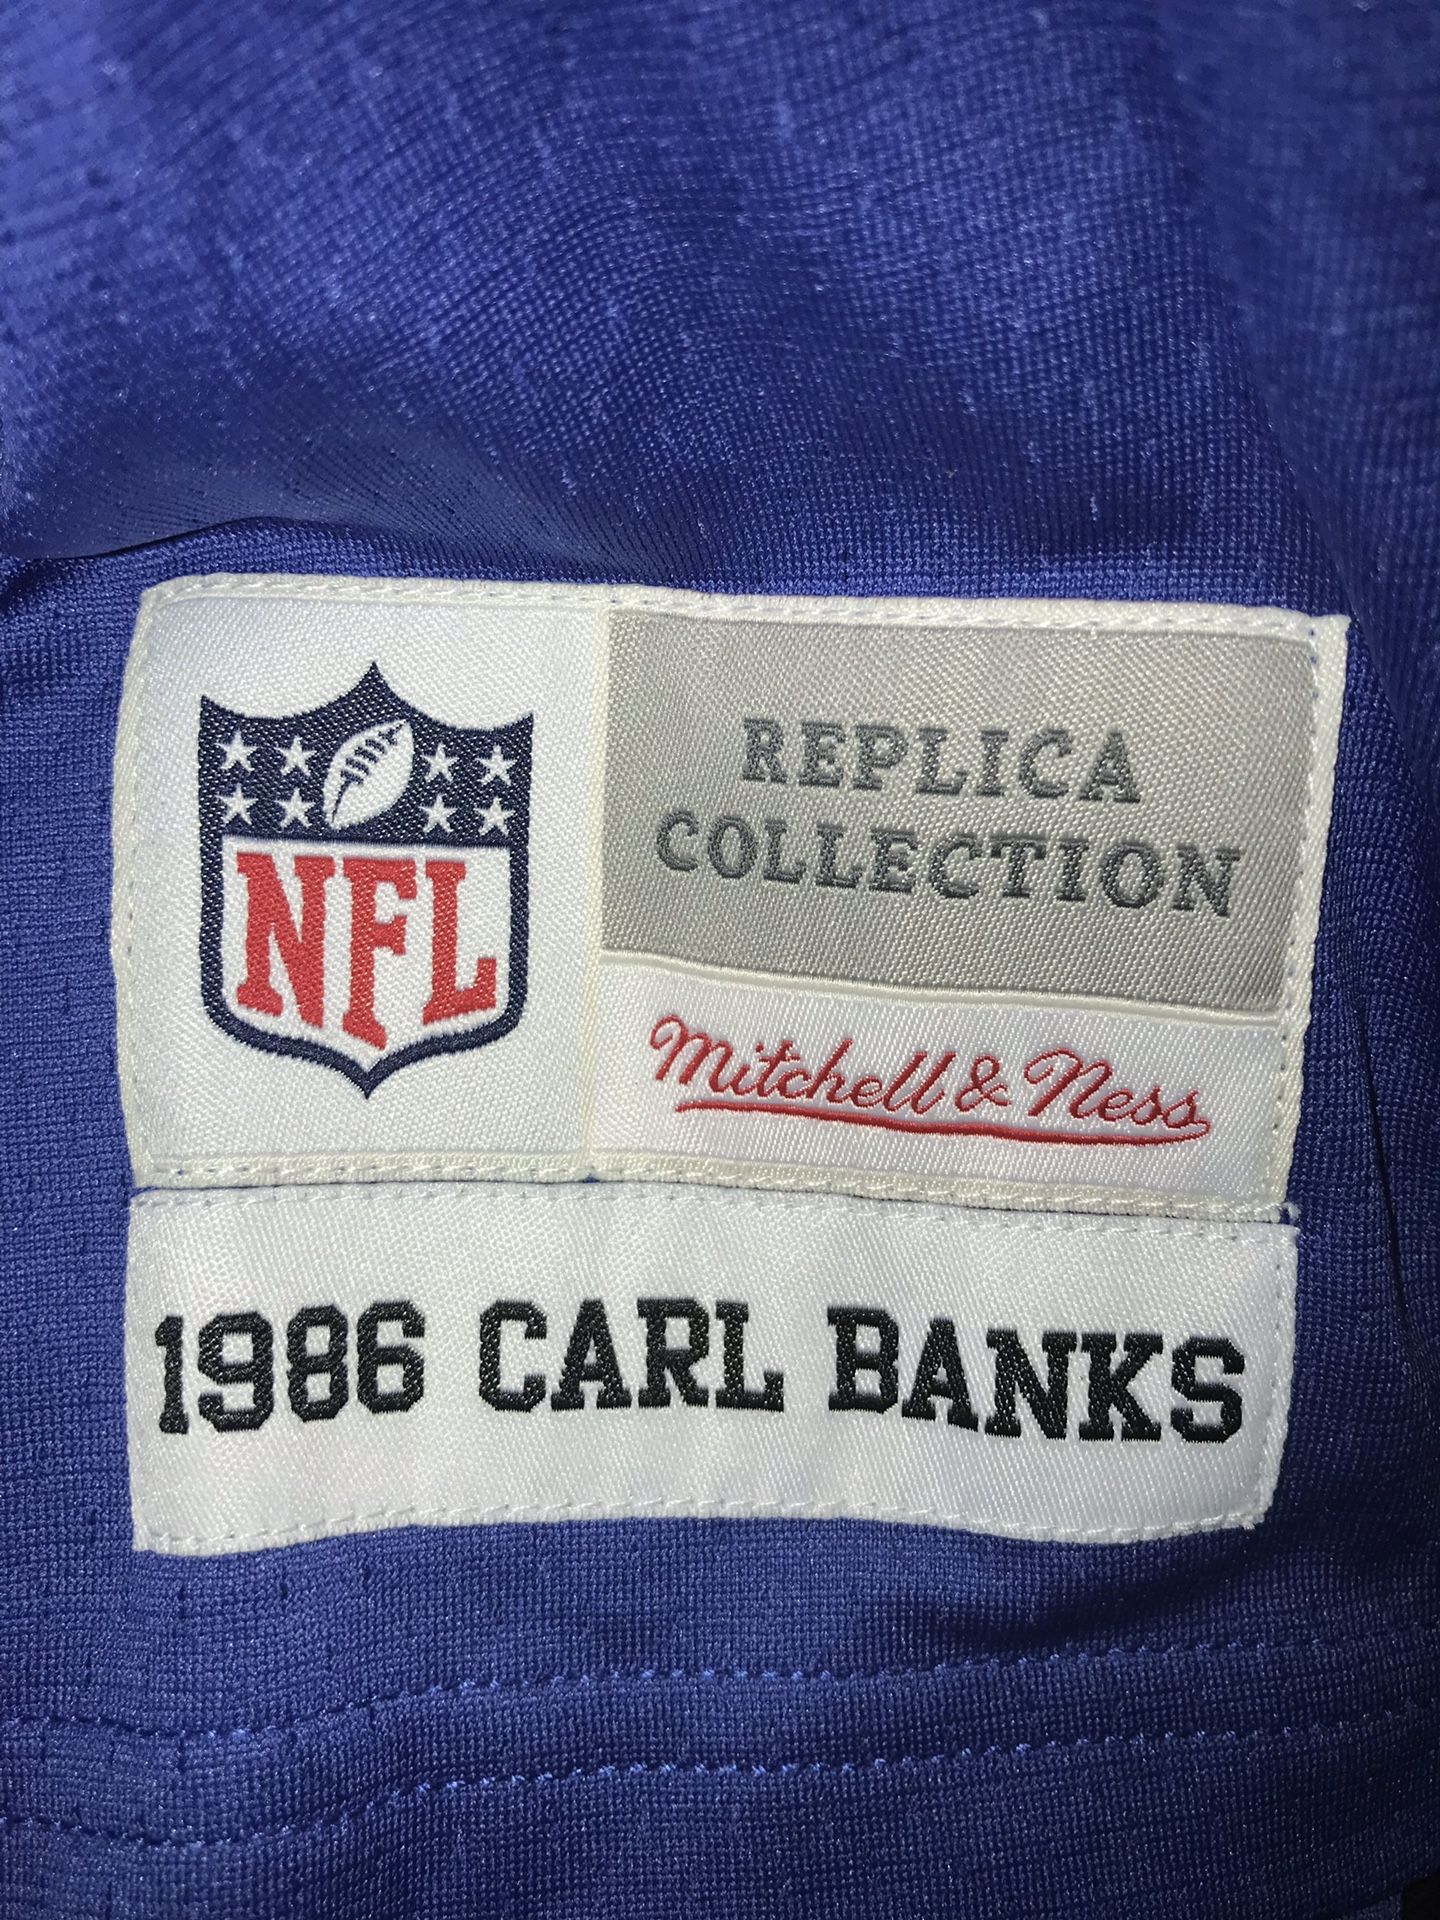 NFL
REPLICA
COLLECTION
Mitchell & Ness
1986 CARL BANKS